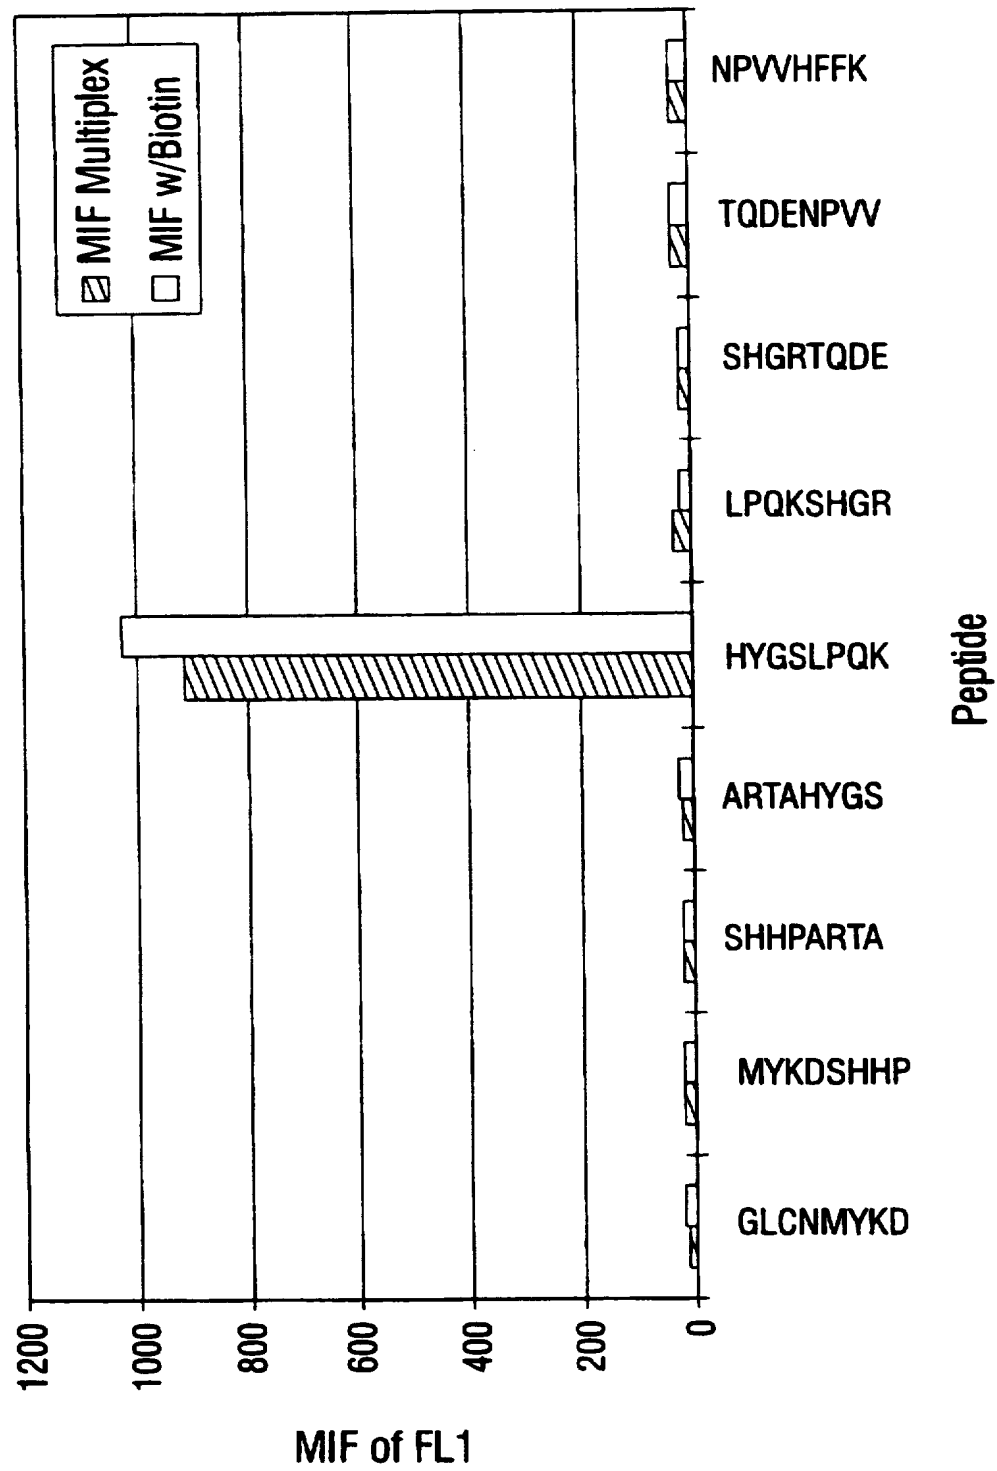 MIF Multiplex
MIF w/Biotin
1200
1000
800
600
400
200
0
MIF of FL1
GLCNMYKD
MYKDSHHP
SHHPARTA
ARTAHYGS
HYGSLPQK
LPQKSHGR
SHGRTQDE
TQDENPVV
NPVVHFFK
Peptide